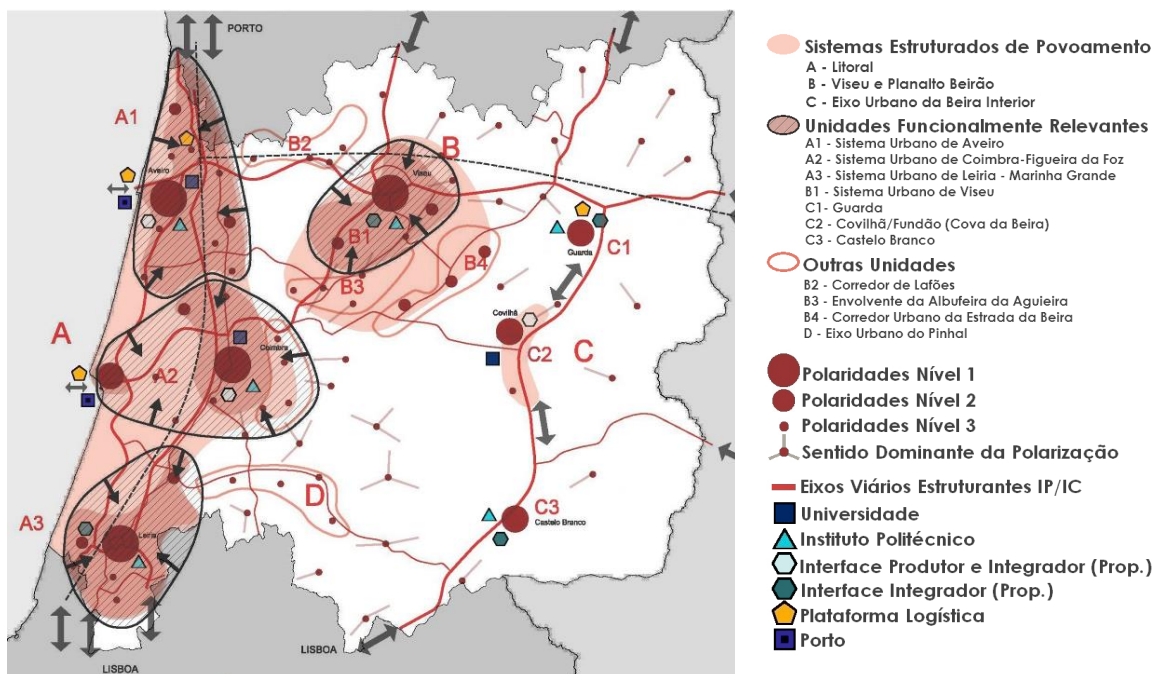 PORTO
A1
B2
B
Aveiro
Viseu
B1
B4
Guarda
C1
B3
Covilhã
A
C2
C
Coimbra
A2
D
C3
Castelo Branco
A3
Leiria
LISBOA
LISBOA
Sistemas Estruturados de Povoamento
A - Litoral
B - Viseu e Planalto Beirão
C - Eixo Urbano da Beira Interior
Unidades Funcionalmente Relevantes
A1 - Sistema Urbano de Aveiro
A2 - Sistema Urbano de Coimbra-Figueira da Foz
A3 - Sistema Urbano de Leiria - Marinha Grande
B1 - Sistema Urbano de Viseu
C1- Guarda
C2 - Covilhã/Fundão (Cova da Beira)
C3 - Castelo Branco
Outras Unidades
B2 - Corredor de Lafões
B3 - Envolvente da Albufeira da Aguieira
B4 - Corredor Urbano da Estrada da Beira
D - Eixo Urbano do Pinhal
Polaridades Nível 1
Polaridades Nível 2
Polaridades Nível 3
Sentido Dominante da Polarização
Eixos Viários Estruturantes IP/IC
Universidade
Instituto Politécnico
Interface Produtor e Integrador (Prop.)
Interface Integrador (Prop.)
Plataforma Logística
Porto